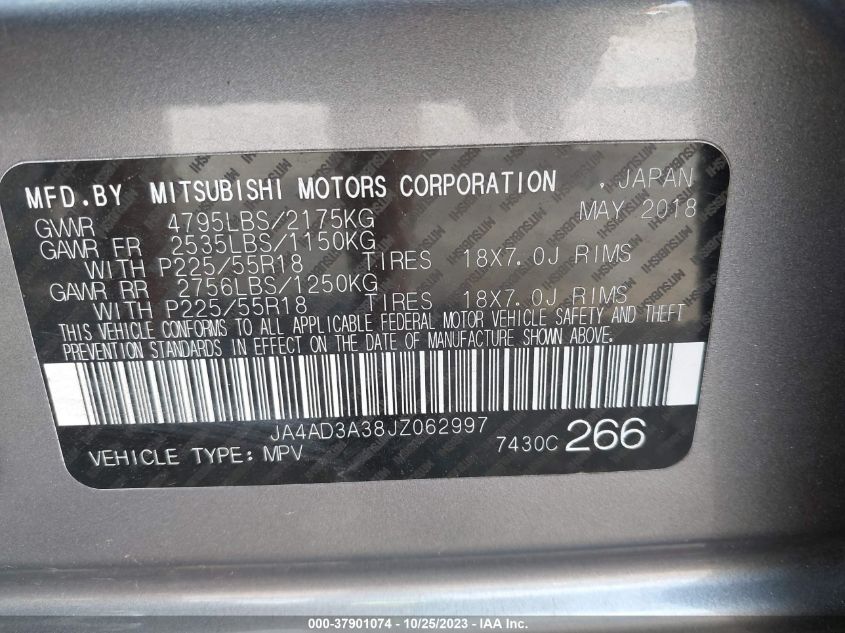 MFD.BY MITSUBISHI MOTORS CORPORATION , JAPAN
GVWR 4795LBS/2175KG MAY 2018
GAWR FR 2535LBS/1150KG
WITH P225/55R18 TIRES 18X7.0J RIMS
GAWR RR 2756LBS/1250KG
WITH P225/55R18 TIRES 18X7.0J RIMS
THIS VEHICLE CONFORMS TO ALL APPLICABLE FEDERAL MOTOR VEHICLE SAFETY AND THEFT
PREVENTION STANDARDS IN EFFECT ON THE DATE OF MANUFACTURE SHOWN ABOVE.
JA4AD3A38JZ062997
VEHICLE TYPE: MPV 7430C 266
000-37901074 - 10/25/2023 - IAA Inc.